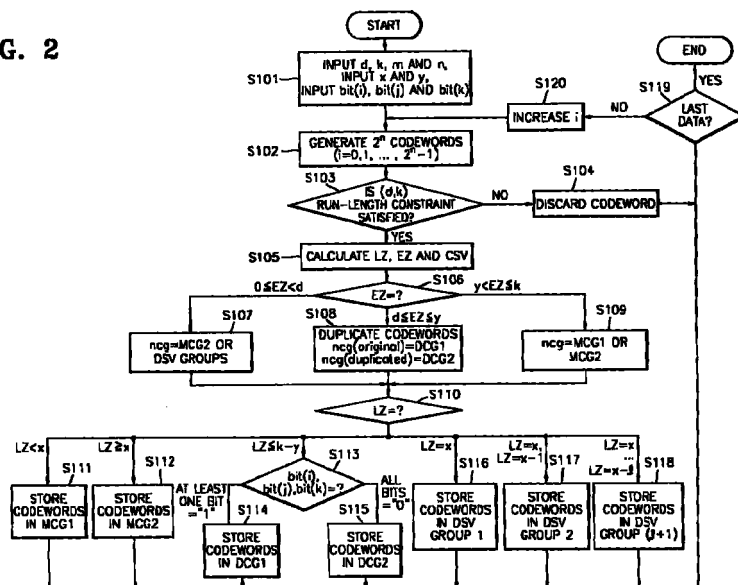 G. 2
START
END
S101
INPUT d, k, m AND n,
INPUT x AND y,
INPUT bit(i), bit(j) AND bit(k)
S120
INCREASE i
NO
S119
YES
LAST
DATA?
S102
GENERATE 2^n CODEWORDS
(i=0,1, ... , 2^n-1)
S103
IS (d,k)
RUN-LENGTH CONSTRAINT
SATISFIED?
NO
S104
DISCARD CODEWORD
YES
S105
CALCULATE LZ, EZ AND CSV
S106
EZ=?
0≦EZ<d
d≦EZ≦y
y<EZ≦k
S107
ncg=MCG2 OR
DSV GROUPS
S108
DUPLICATE CODEWORDS
ncg(original)=DCG1
ncg(duplicated)=DCG2
S109
ncg=MCG1 OR
MCG2
S110
LZ=?
LZ<x
LZ≧x
LZ≦k-y
LZ=x
LZ=x,
LZ=x-1
LZ=x
...
S111
STORE
CODEWORDS
IN MCG1
S112
STORE
CODEWORDS
IN MCG2
S113
bit(i),
bit(j),bit(k)=?
AT LEAST
ONE BIT
="1"
ALL
BITS
="0"
S114
STORE
CODEWORDS
IN DCG1
S115
STORE
CODEWORDS
IN DCG2
S116
STORE
CODEWORDS
IN DSV
GROUP 1
S117
STORE
CODEWORDS
IN DSV
GROUP 2
S118
STORE
CODEWORDS
IN DSV